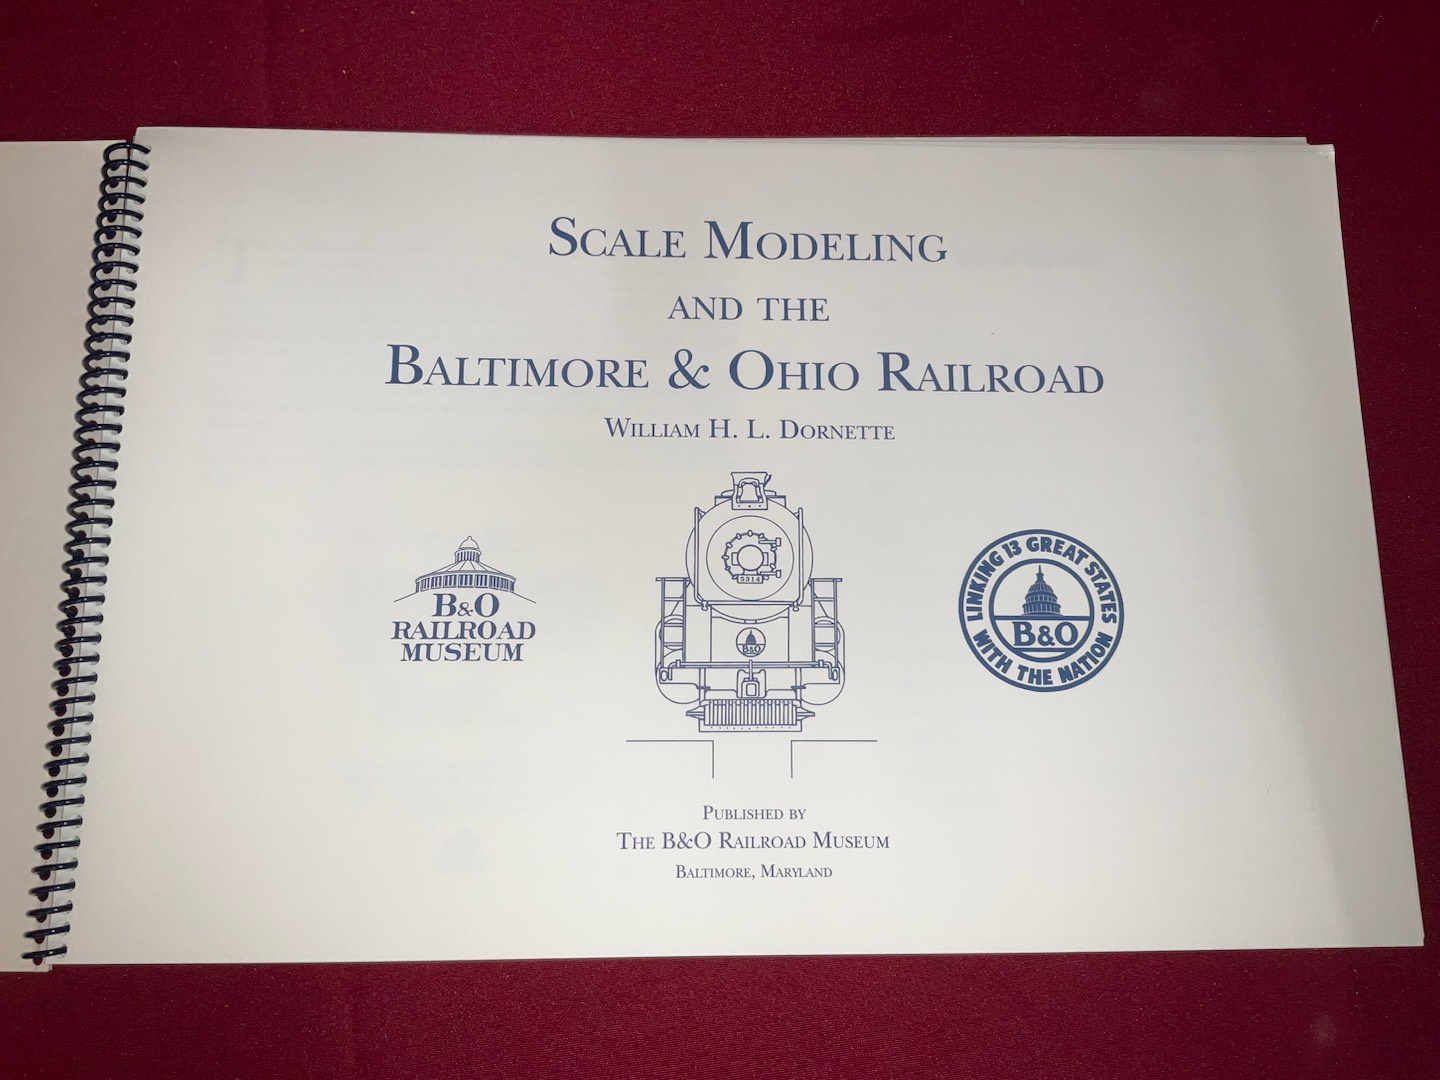 Scale Modeling
and the
Baltimore & Ohio Railroad
William H. L. Dornette
5314
B&O
B&O
Railroad
Museum
LINKING 13 GREAT STATES
B&O
WITH THE NATION
Published by
The B&O Railroad Museum
Baltimore, Maryland